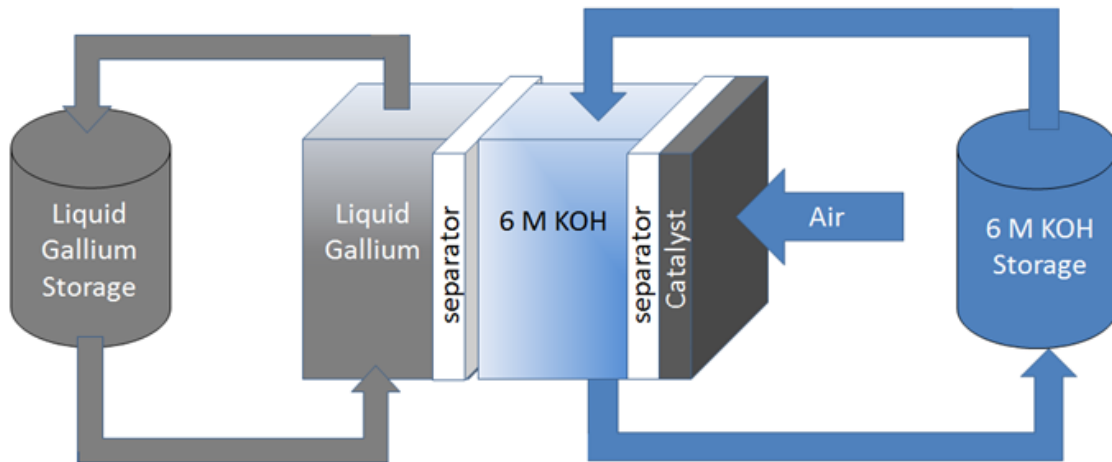 Liquid
Gallium
Storage
Liquid
Gallium
separator
6 M KOH
separator
Catalyst
Air
6 M KOH
Storage